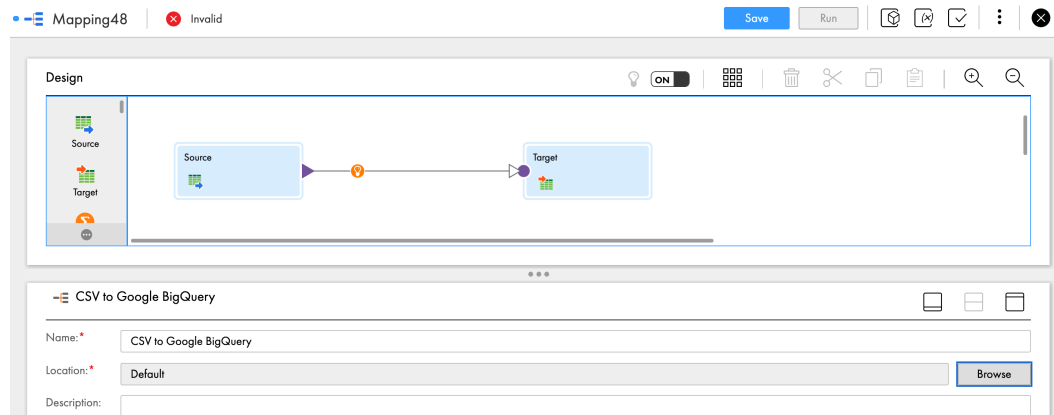 Mapping48
Invalid
Save
Run
Design
ON
Source
Target
Source
Target
CSV to Google BigQuery
Name:*
CSV to Google BigQuery
Location:*
Default
Browse
Description: